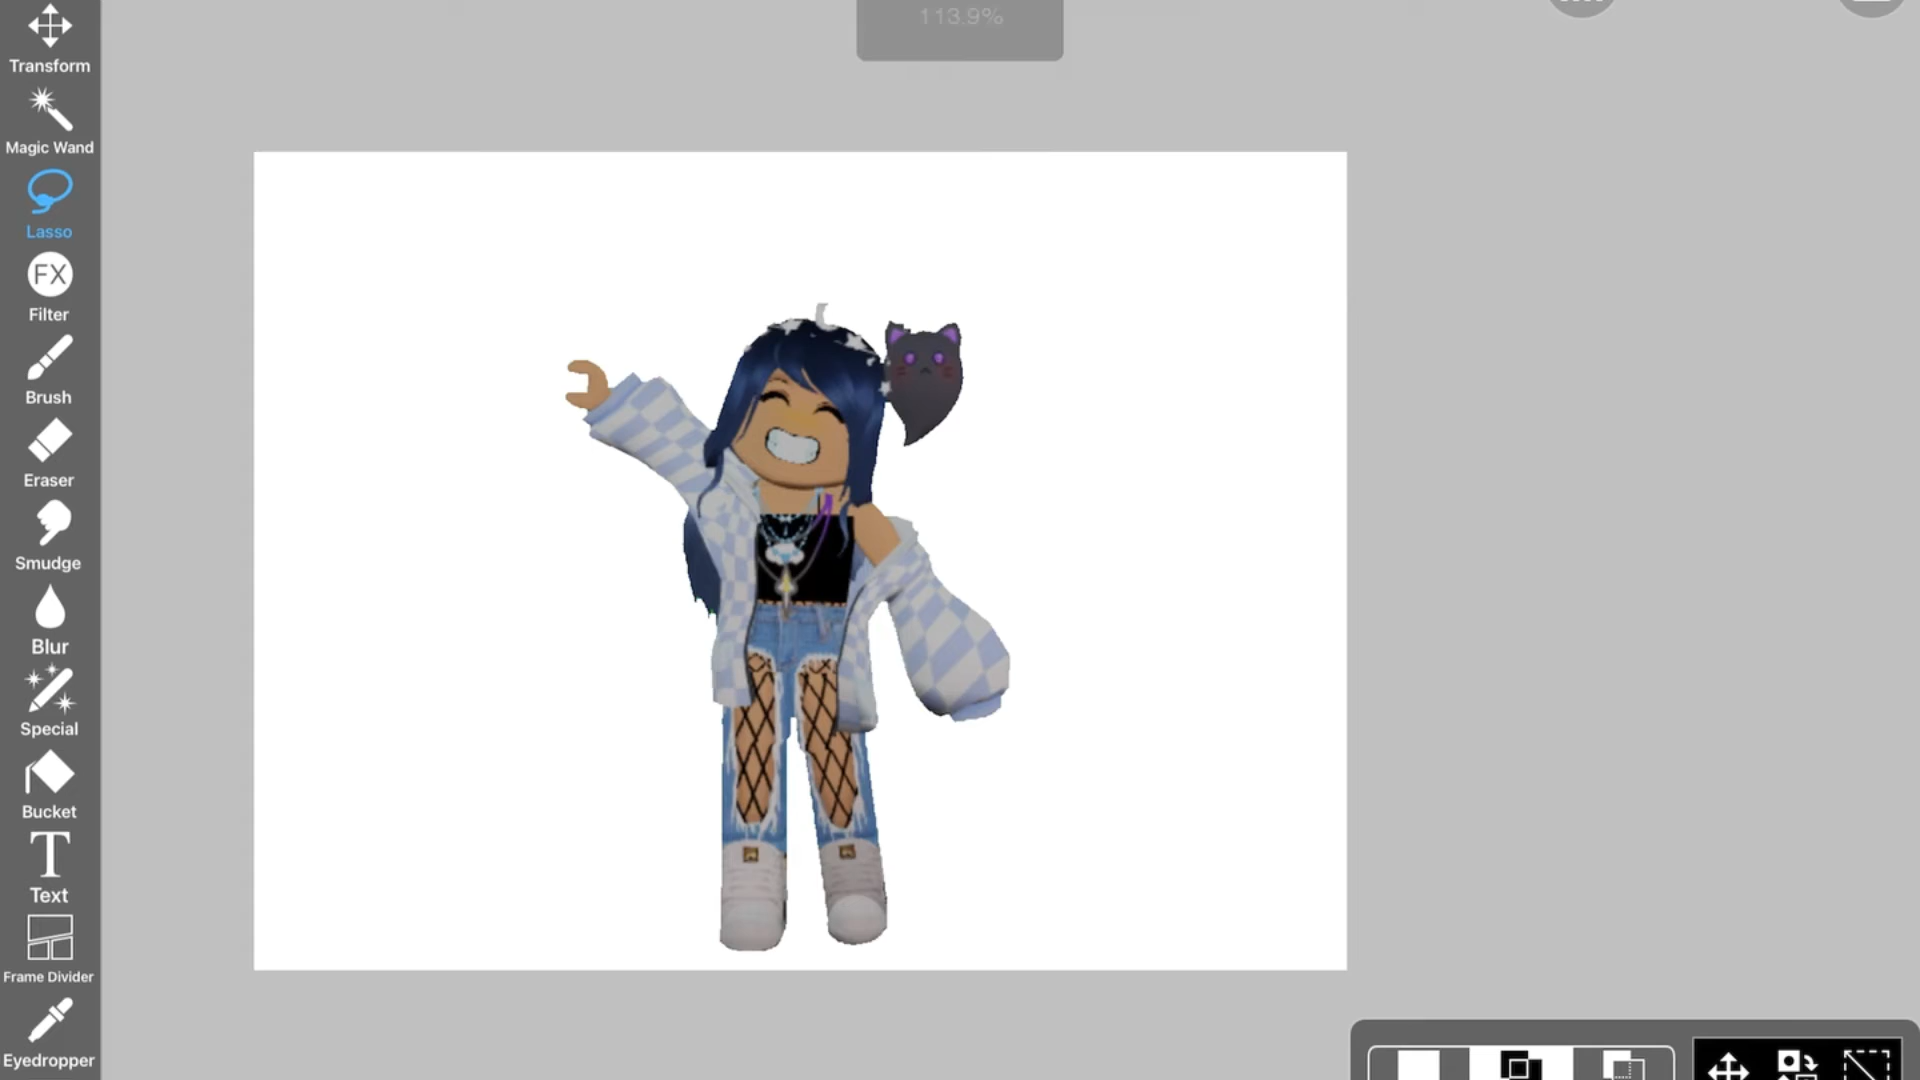 113.9%
Transform
Magic Wand
Lasso
FX
Filter
Brush
Eraser
Smudge
Blur
Special
Bucket
T
Text
Frame Divider
Eyedropper